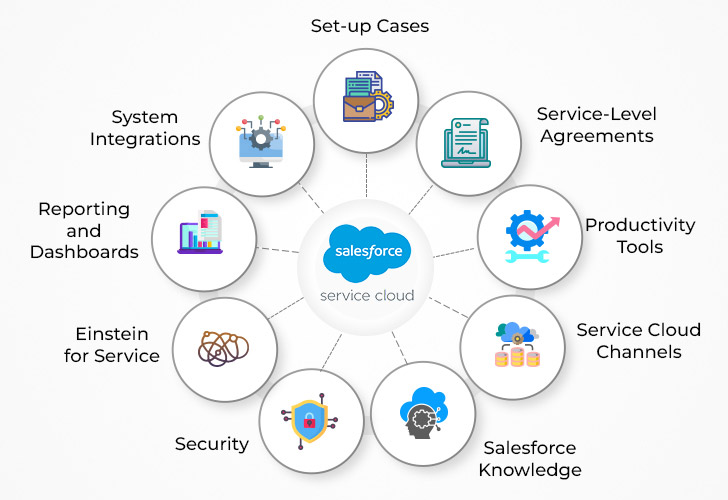 Set-up Cases
Service-Level
Agreements
Productivity
Tools
Service Cloud
Channels
Salesforce
Knowledge
Security
Einstein
for Service
Reporting
and
Dashboards
System
Integrations
salesforce
service cloud